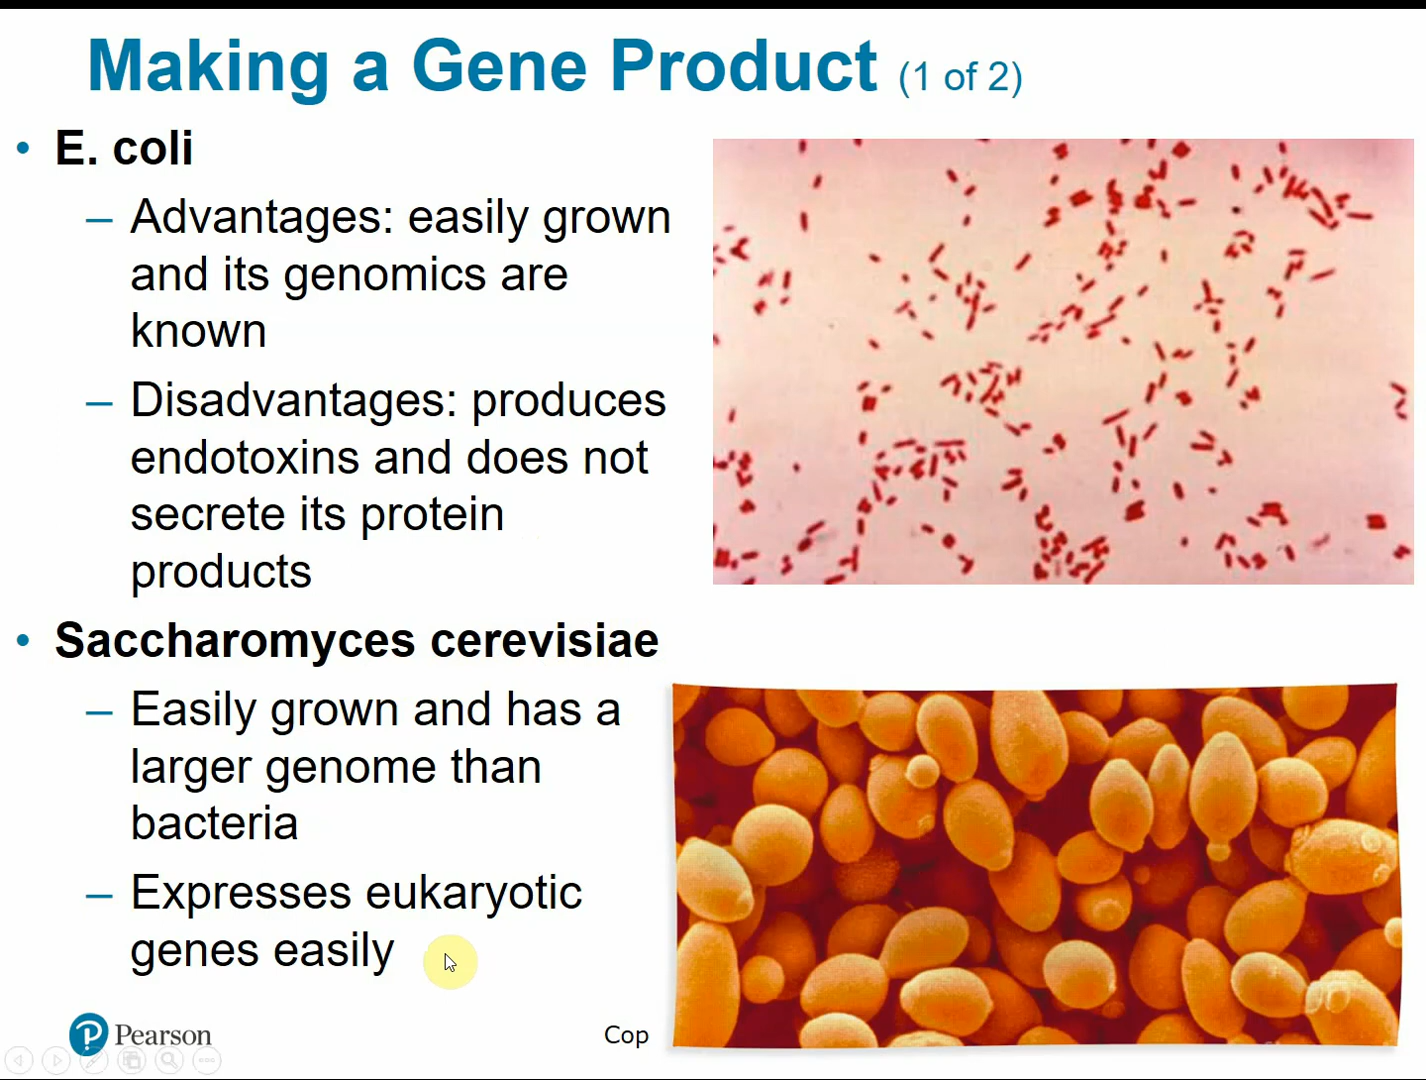 Making a Gene Product (1 of 2)
• E. coli
– Advantages: easily grown
and its genomics are
known
– Disadvantages: produces
endotoxins and does not
secrete its protein
products
• Saccharomyces cerevisiae
– Easily grown and has a
larger genome than
bacteria
– Expresses eukaryotic
genes easily
Pearson
Cop